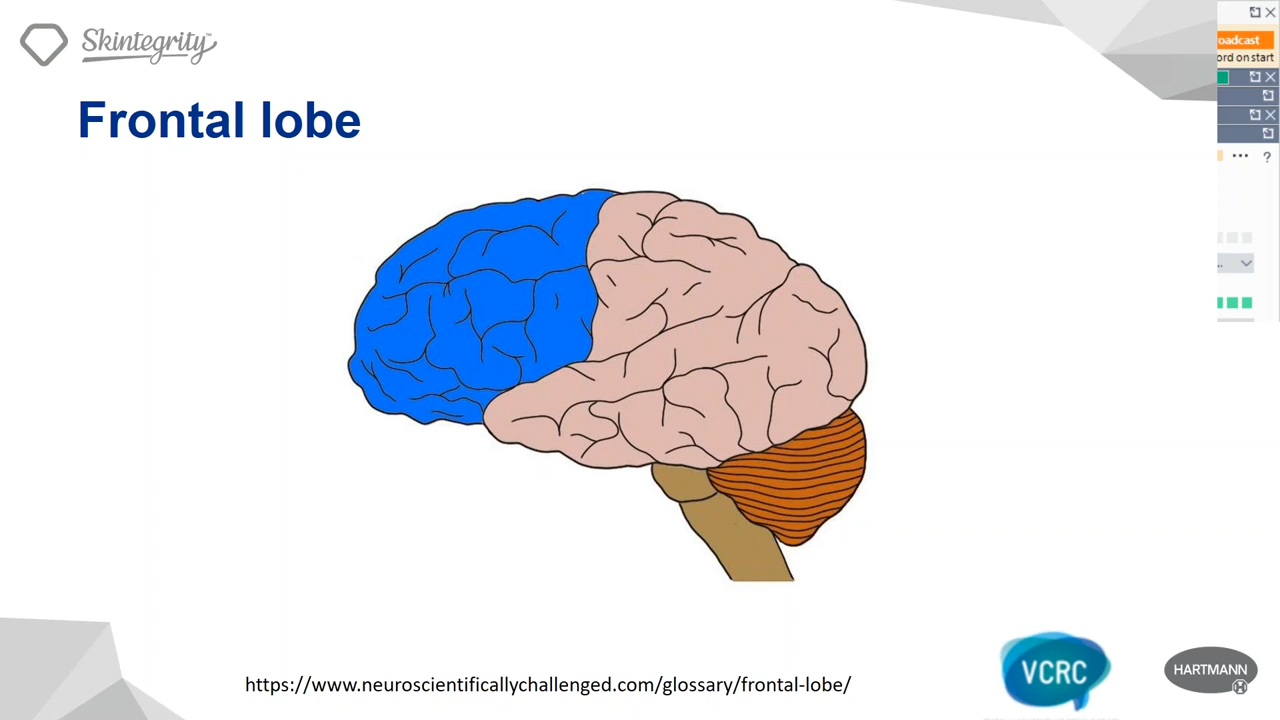 Skintegrity
oadcast
ord on start
Frontal lobe
...
?
https://www.neuroscientificallychallenged.com/glossary/frontal-lobe/
VCRC
HARTMANN